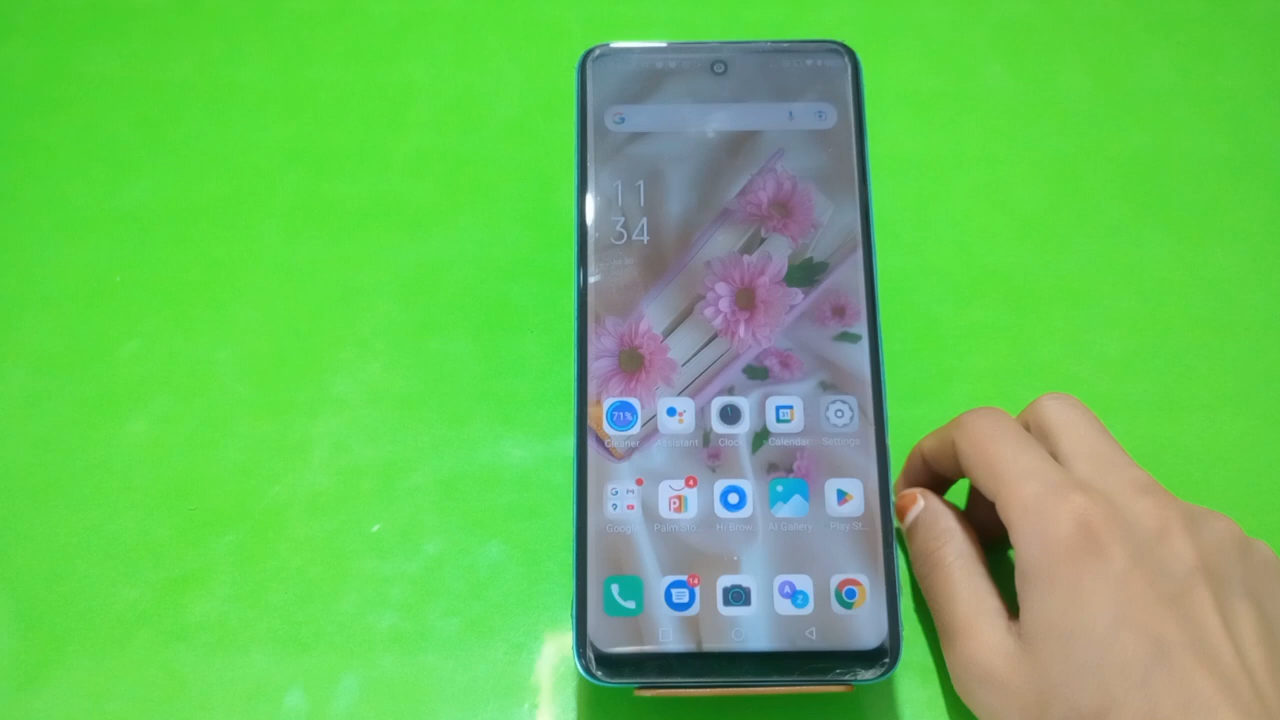 G
11
34
71%
31
Cleaner
Assistant
Clock
Calendar
Settings
4
Google
Palm Sto...
Hi Brow...
AI Gallery
Play St...
14
A
Z